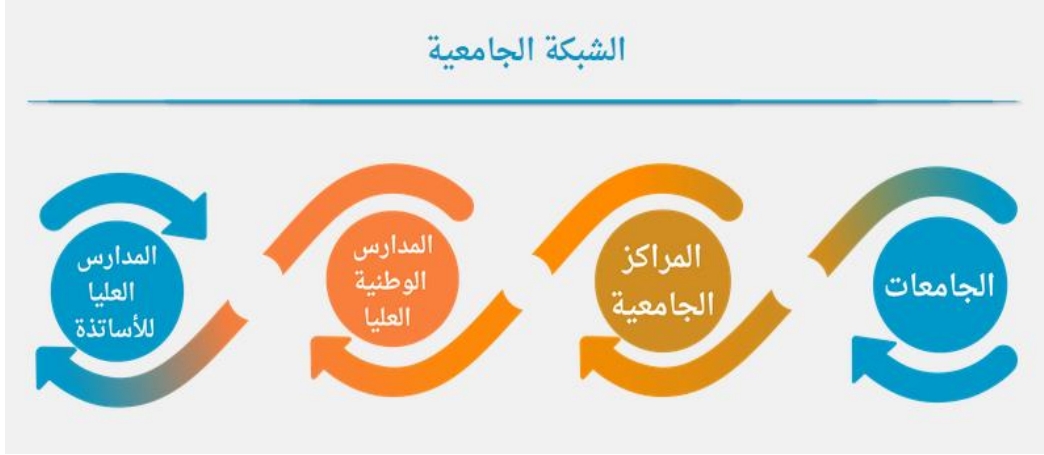 الشبكة الجامعية
الجامعات
المراكز
الجامعية
المدارس
الوطنية
العليا
المدارس
العليا
للأساتذة